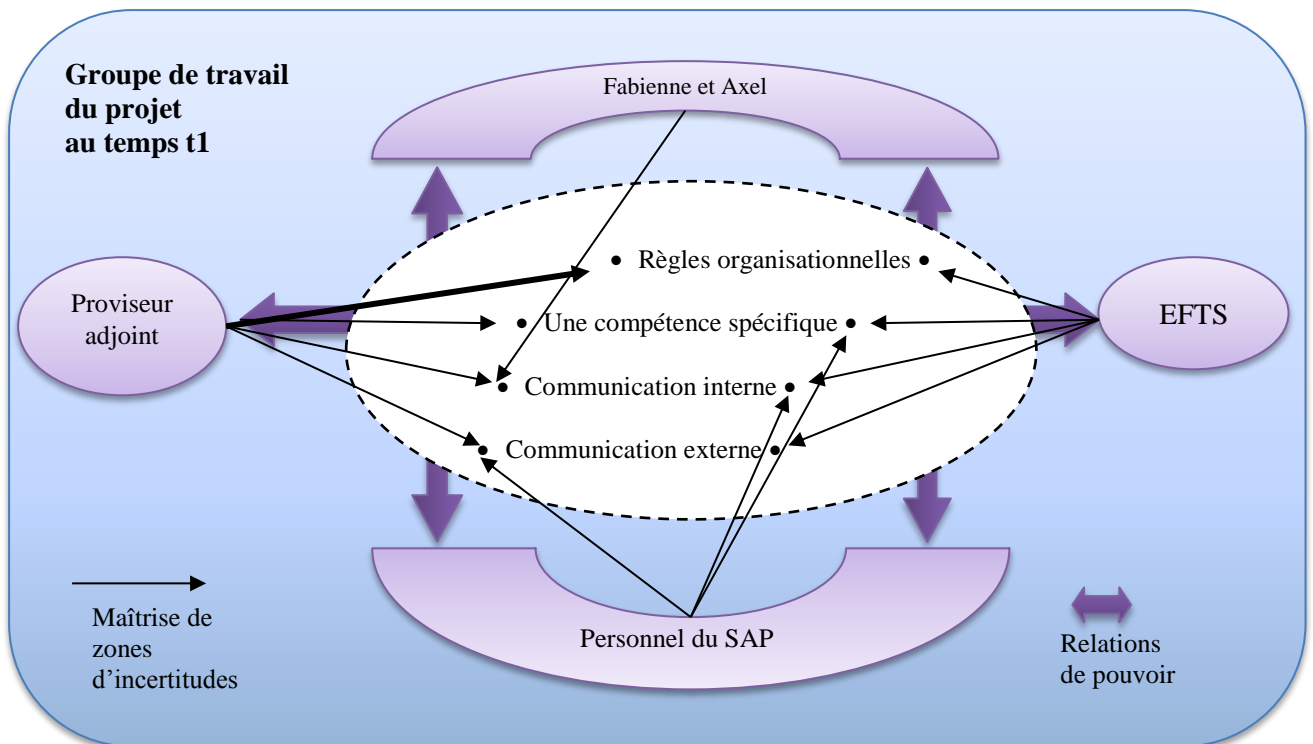 Groupe de travail
du projet
au temps t1
Fabienne et Axel
• Règles organisationnelles •
• Une compétence spécifique •
• Communication interne •
• Communication externe •
Proviseur
adjoint
EFTS
Personnel du SAP
Maîtrise de
zones
d’incertitudes
Relations
de pouvoir